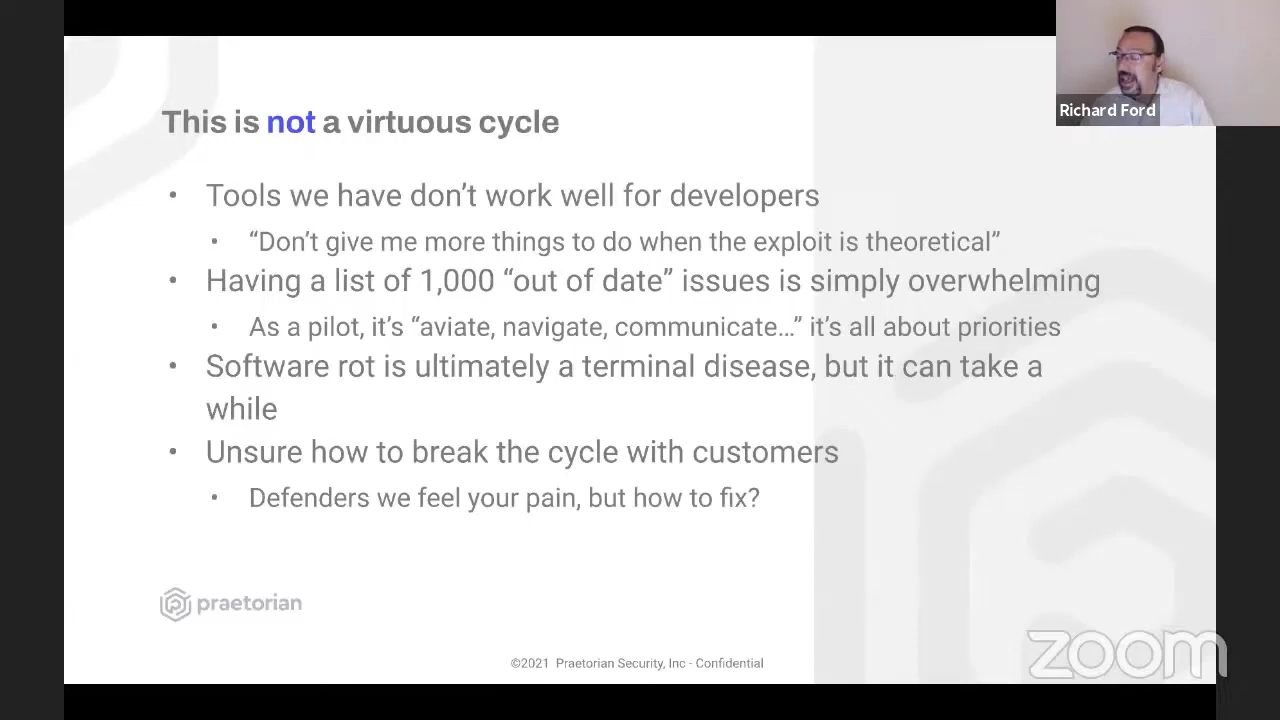 Richard Ford
This is not a virtuous cycle
• Tools we have don’t work well for developers
• “Don’t give me more things to do when the exploit is theoretical”
• Having a list of 1,000 “out of date” issues is simply overwhelming
• As a pilot, it’s “aviate, navigate, communicate…” it’s all about priorities
• Software rot is ultimately a terminal disease, but it can take a
while
• Unsure how to break the cycle with customers
• Defenders we feel your pain, but how to fix?
praetorian
©2021 Praetorian Security, Inc - Confidential
zoom